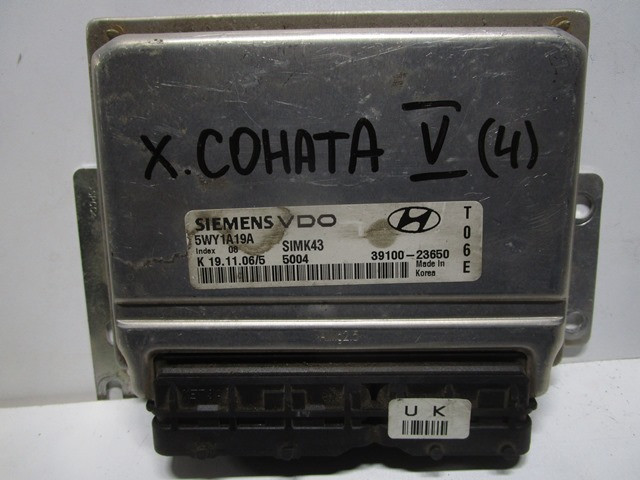 X. СОНАТА V (4)
SIEMENS VDO
5WY1A19A
Index 08 SIMK43
K 19.11.06/5 5004 39100-23650
Made In
Korea
T06E
UK